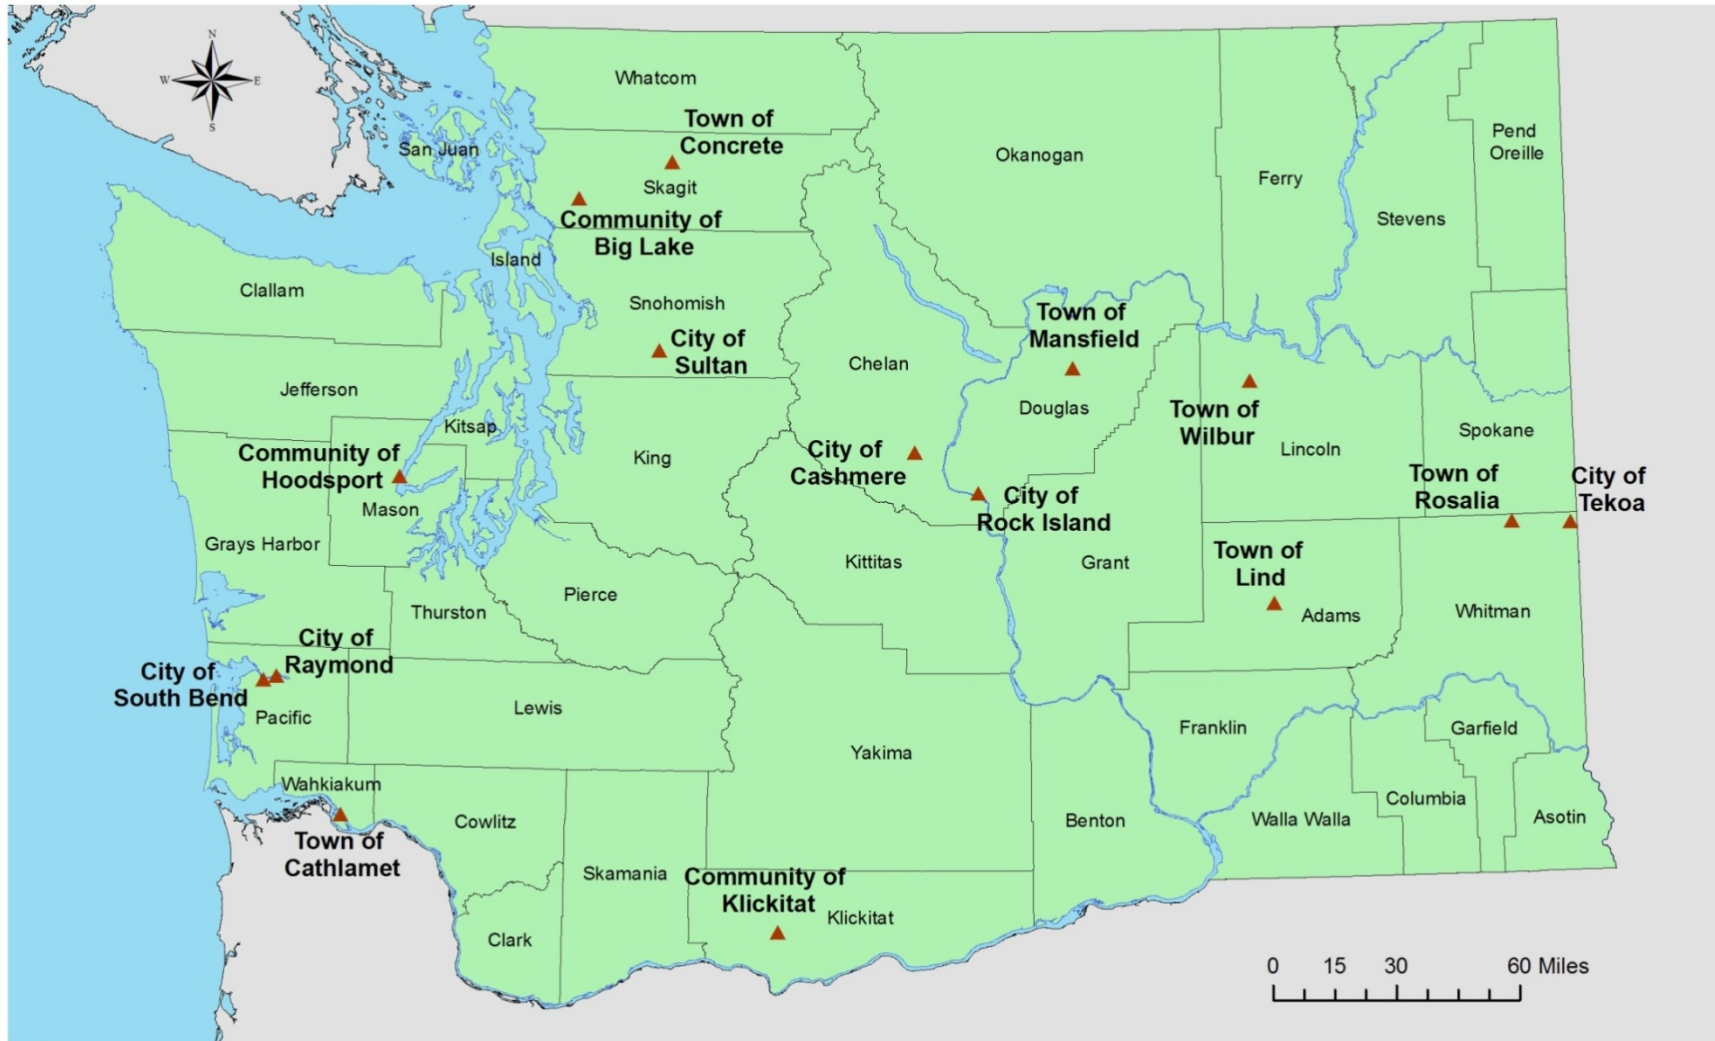 N
W
E
S
Whatcom
Town of
Concrete
San Juan
Skagit
Okanogan
Ferry
Pend
Oreille
Stevens
Community of
Big Lake
Island
Clallam
Snohomish
City of
Sultan
Town of
Mansfield
Chelan
Jefferson
Douglas
Town of
Wilbur
Kitsap
King
Lincoln
Spokane
Community of
Hoodsport
City of
Cashmere
Town of
Rosalia
City of
Tekoa
Mason
City of
Rock Island
Grays Harbor
Kittitas
Grant
Town of
Lind
Pierce
Thurston
Adams
Whitman
City of
Raymond
City of
South Bend
Pacific
Lewis
Franklin
Garfield
Yakima
Wahkiakum
Columbia
Cowlitz
Benton
Walla Walla
Asotin
Town of
Cathlamet
Skamania
Community of
Klickitat
Klickitat
Clark
0 15 30 60 Miles